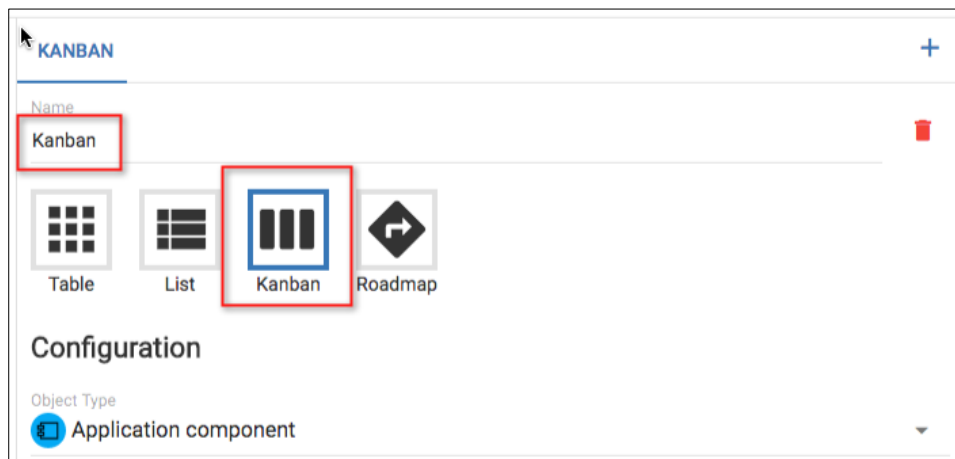 KANBAN
Name
Kanban
Table List Kanban Roadmap
Configuration
Object Type
Application component